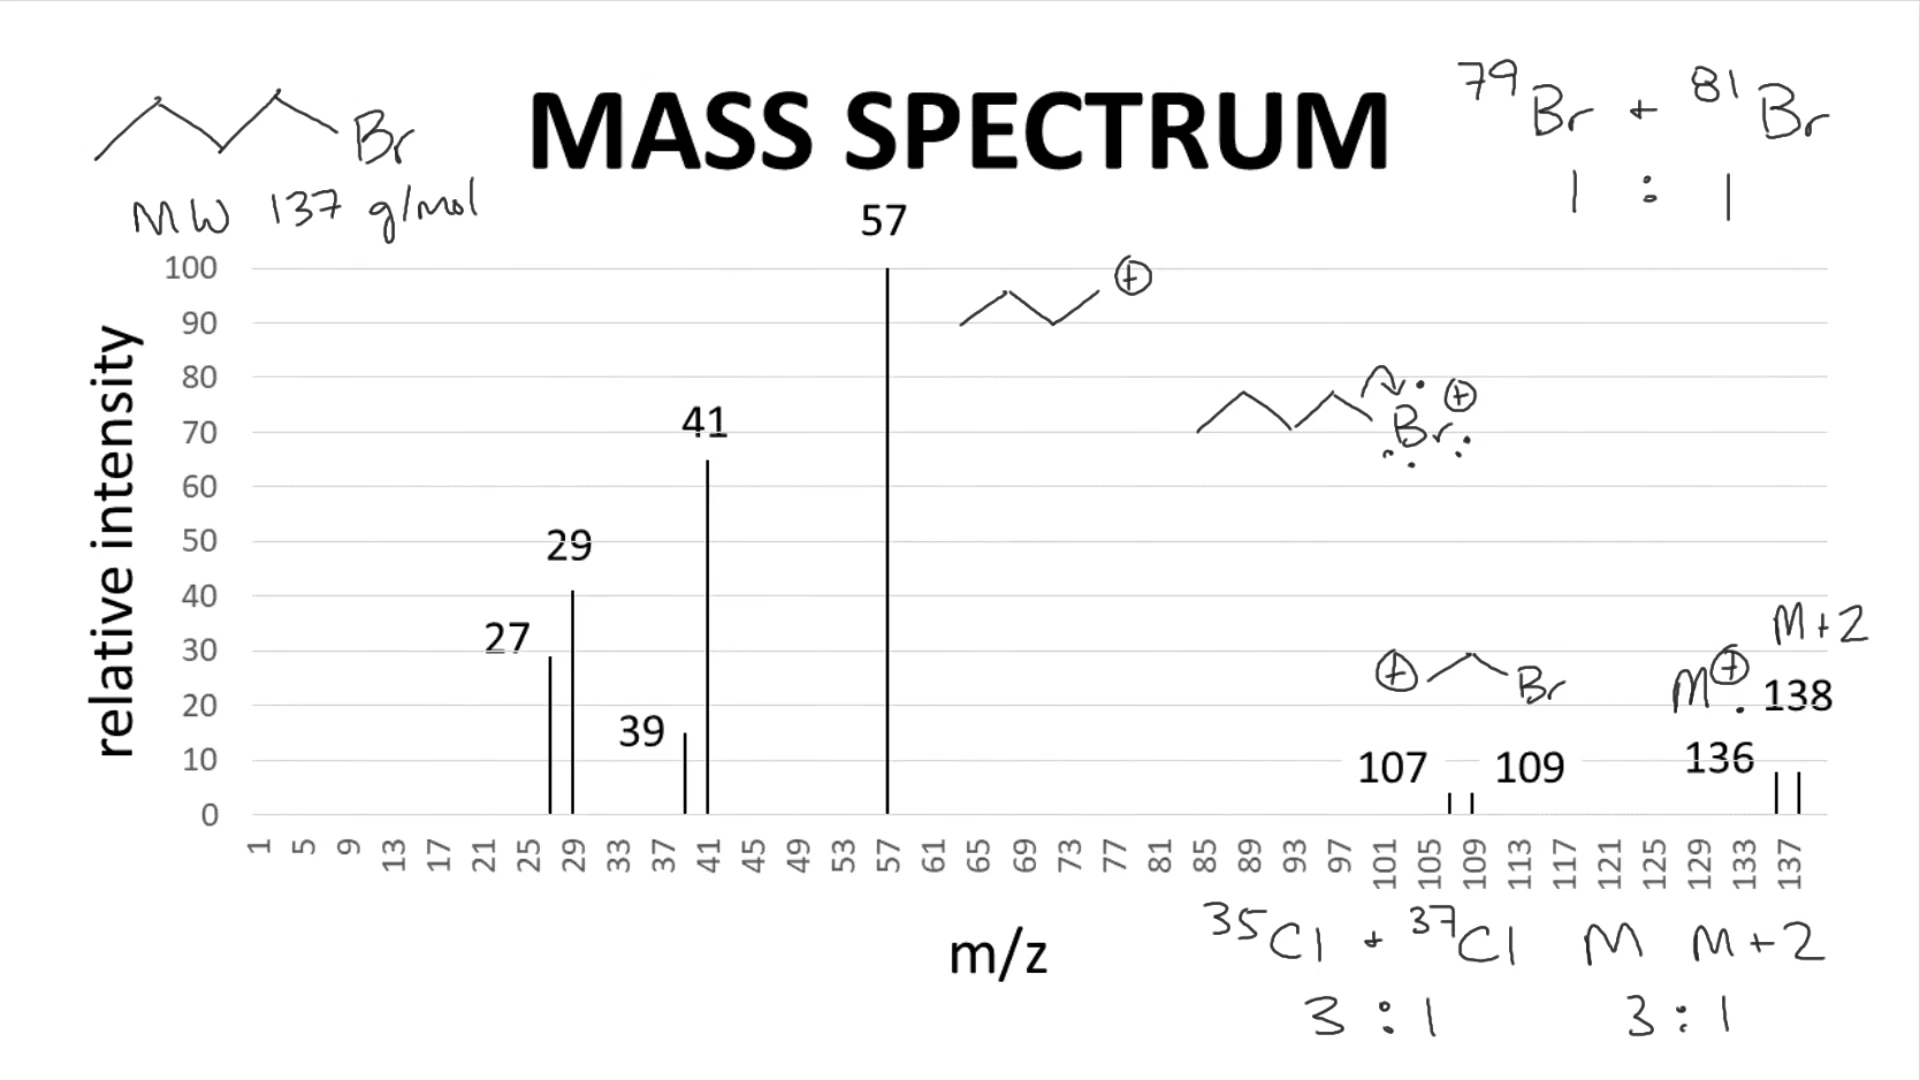 MASS SPECTRUM
Br
MW 137 g/mol
79Br + 81Br
1 : 1
57
100
90
80
70
60
50
40
30
20
10
0
relative intensity
41
29
27
39
+
Br +
+ Br
M+2
M+.
138
136
107
109
1 5 9 13 17 21 25 29 33 37 41 45 49 53 57 61 65 69 73 77 81 85 89 93 97 101 105 109 113 117 121 125 129 133 137
m/z
35Cl + 37Cl M M+2
3 : 1 3 : 1